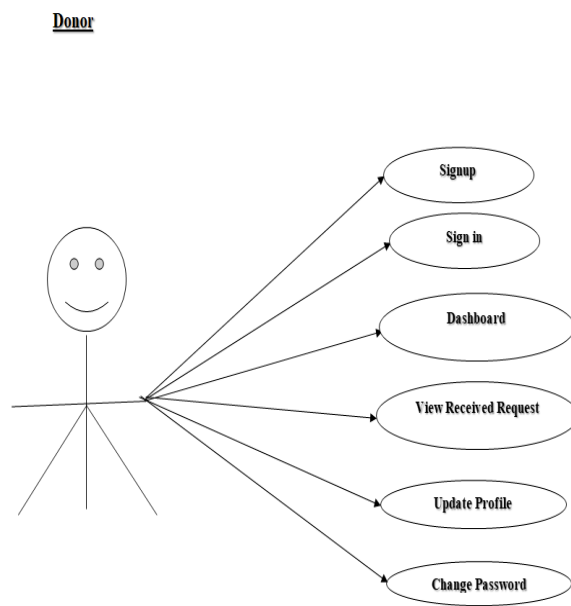 Donor
Signup
Sign in
Dashboard
View Received Request
Update Profile
Change Password